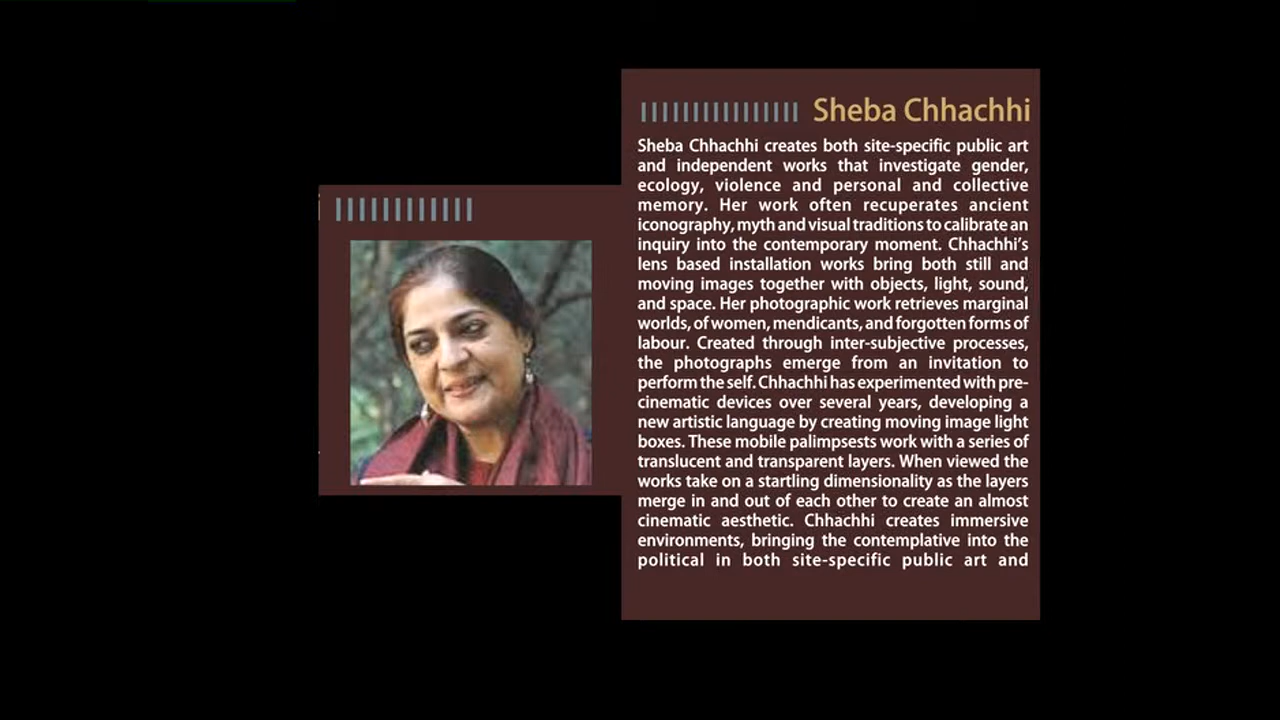 Sheba Chhachhi
Sheba Chhachhi creates both site-specific public art
and independent works that investigate gender,
ecology, violence and personal and collective
memory. Her work often recuperates ancient
iconography, myth and visual traditions to calibrate an
inquiry into the contemporary moment. Chhachhi's
lens based installation works bring both still and
moving images together with objects, light, sound,
and space. Her photographic work retrieves marginal
worlds, of women, mendicants, and forgotten forms of
labour. Created through inter-subjective processes,
the photographs emerge from an invitation to
perform the self. Chhachhi has experimented with pre-
cinematic devices over several years, developing a
new artistic language by creating moving image light
boxes. These mobile palimpsests work with a series of
translucent and transparent layers. When viewed the
works take on a startling dimensionality as the layers
merge in and out of each other to create an almost
cinematic aesthetic. Chhachhi creates immersive
environments, bringing the contemplative into the
political in both site-specific public art and